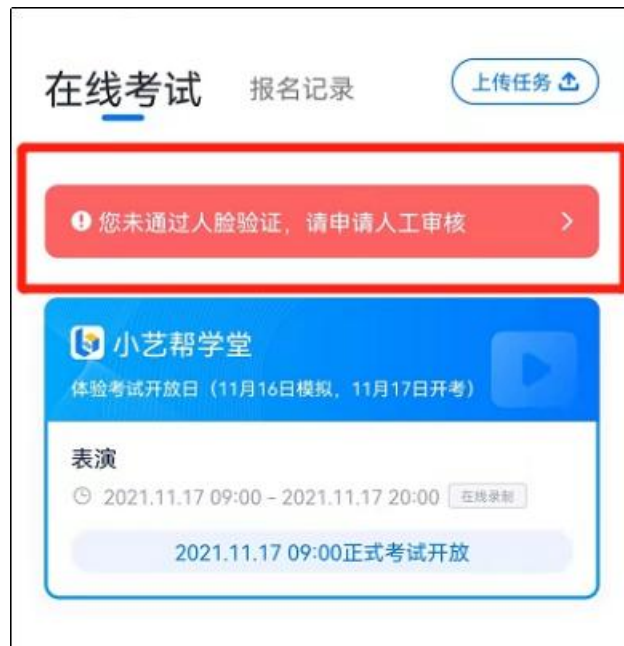 在线考试
报名记录
上传任务
您未通过人脸验证，请申请人工审核
小艺帮学堂
体验考试开放日（11月16日模拟，11月17日开考）
表演
2021.11.17 09:00 - 2021.11.17 20:00 在线录制
2021.11.17 09:00正式考试开放